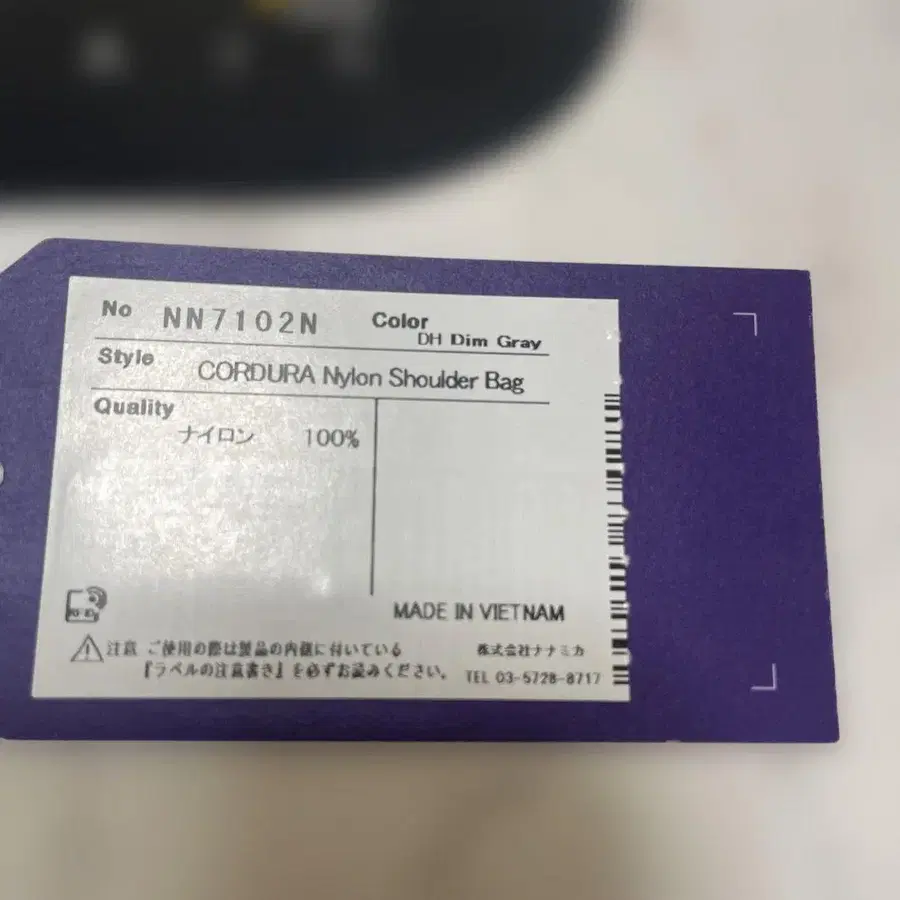 No NN7102N Color
DH Dim Gray
Style CORDURA Nylon Shoulder Bag
Quality
ナイロン 100%
MADE IN VIETNAM
注意 ご使用の際は製品の内側に付いている
『ラベルの注意書き』を必ずお読みください。
株式会社ナナミカ
TEL 03-5728-8717